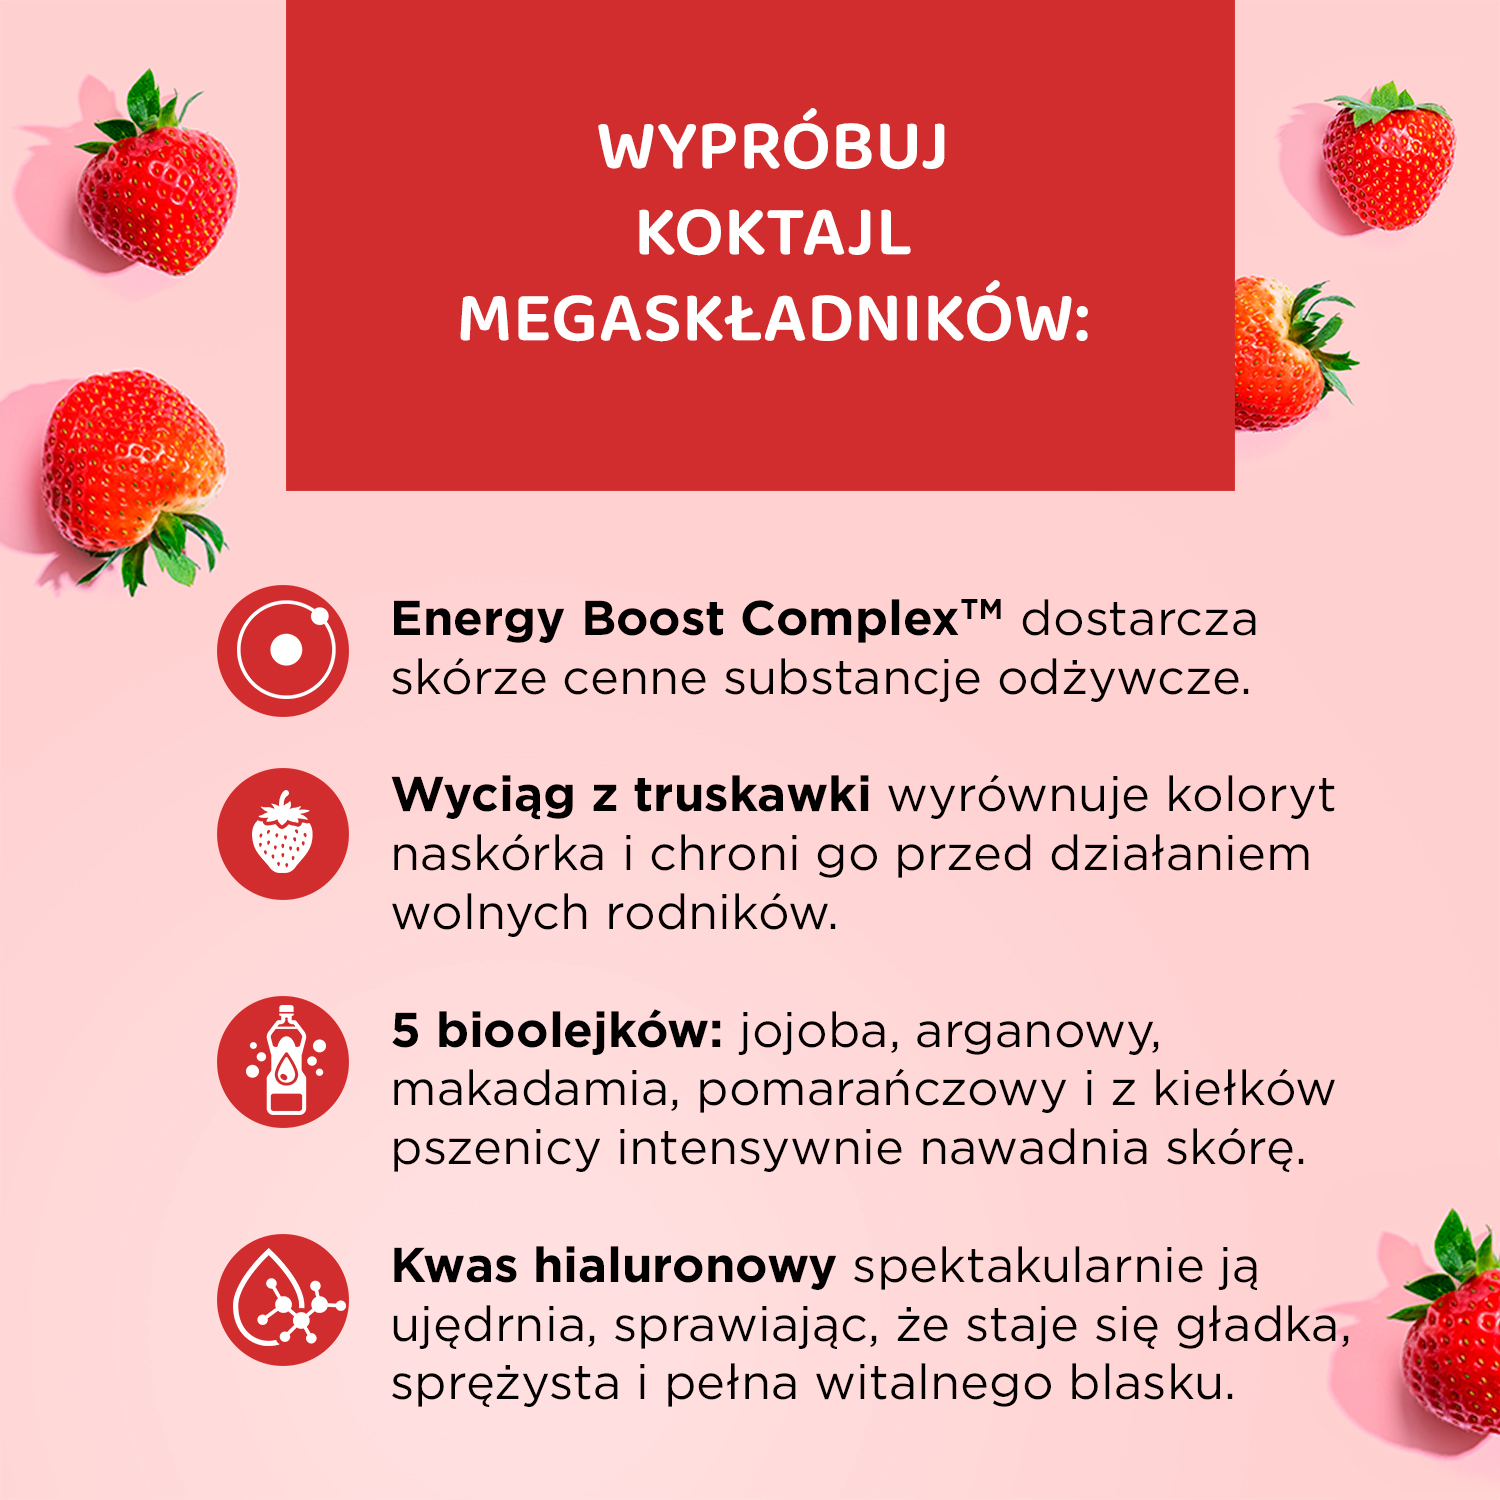 WYPRÓBUJ
KOKTAJL
MEGASKŁADNIKÓW:
Energy Boost Complex™ dostarcza
skórze cenne substancje odżywcze.
Wyciąg z truskawki wyrównuje koloryt
naskórka i chroni go przed działaniem
wolnych rodników.
5 bioolejków: jojoba, arganowy,
makadamia, pomarańczowy i z kiełków
pszenicy intensywnie nawadnia skórę.
Kwas hialuronowy spektakularnie ją
ujędrnia, sprawiając, że staje się gładka,
sprężysta i pełna witalnego blasku.